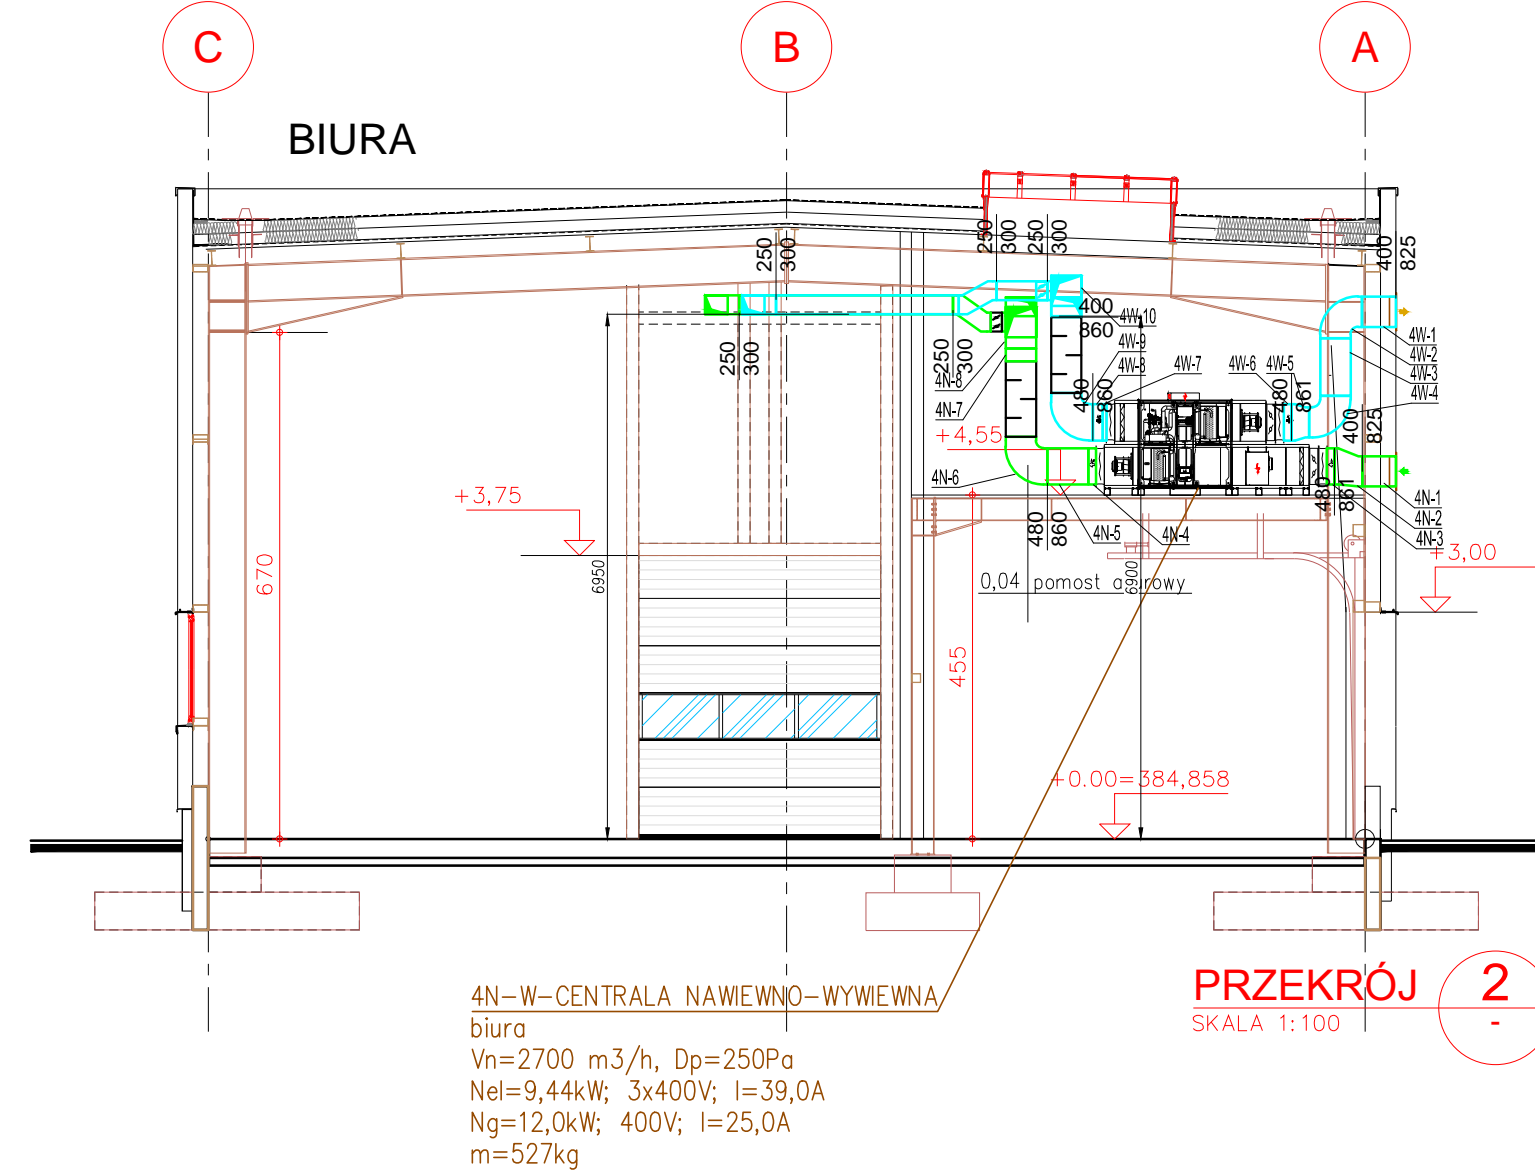 C
B
A
BIURA
250
300
250
300
250
300
400
825
400
860
4W-10
4W-9
4W-8
4W-7
4W-6
4W-5
4W-1
4W-2
4W-3
4W-4
250
300
250
300
4N-8
4N-7
480
860
480
861
400
825
+4,55
4N-6
+3,75
480
861
4N-1
4N-2
4N-3
480
860
4N-5
4N-4
+3,00
670
6950
0,04 pomost
6900
455
+0.00=384,858
4N-W-CENTRALA NAWIEWNO-WYWIEWNA
biura
Vn=2700 m3/h, Dp=250Pa
Nel=9,44kW; 3x400V; I=39,0A
Ng=12,0kW; 400V; I=25,0A
m=527kg
PRZEKRÓJ
2
SKALA 1:100
-